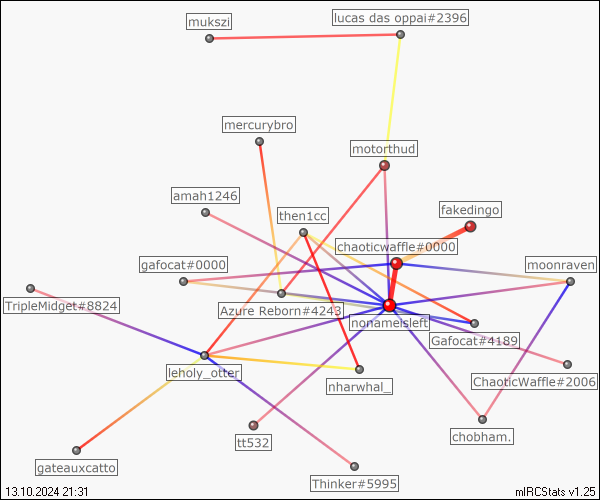 mukszi
lucas das oppai#2396
mercurybro
motorthud
amah1246
then1cc
fakedingo
chaoticwaffle#0000
gafocat#0000
moonraven
TripleMidget#8824
Azure Reborn#4243
nonameisleft
Gafocat#4189
leholy_otter
nharwhal_
ChaoticWaffle#2006
tt532
chobham.
gateauxcatto
Thinker#5995
13.10.2024 21:31
mIRCStats v1.25